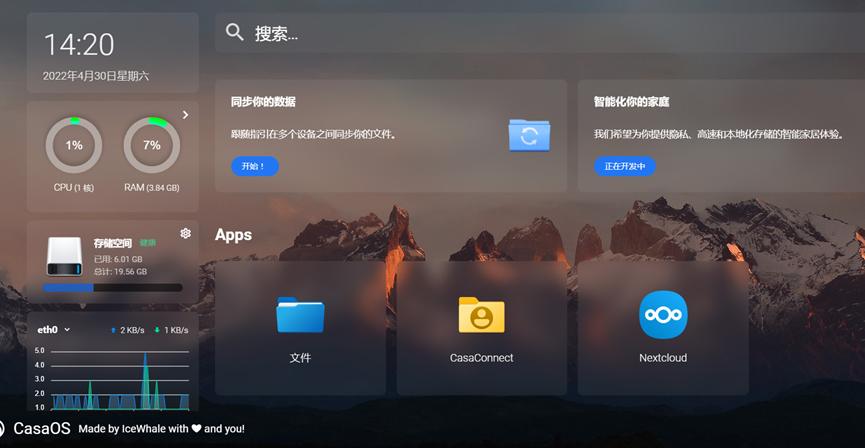 14:20
2022年4月30日星期六
搜索...
1%
7%
CPU (1 核)
RAM (3.84 GB)
存储空间 健康
已用: 6.01 GB
总计: 19.56 GB
eth0
2 KB/s
1 KB/s
5.0
4.0
3.0
2.0
1.0
同步你的数据
跟随指引在多个设备之间同步你的文件。
开始！
智能化你的家庭
我们希望为你提供隐私、高速和本地化存储的智能家居体验。
正在开发中
Apps
文件
CasaConnect
Nextcloud
CasaOS Made by IceWhale with ❤ and you!